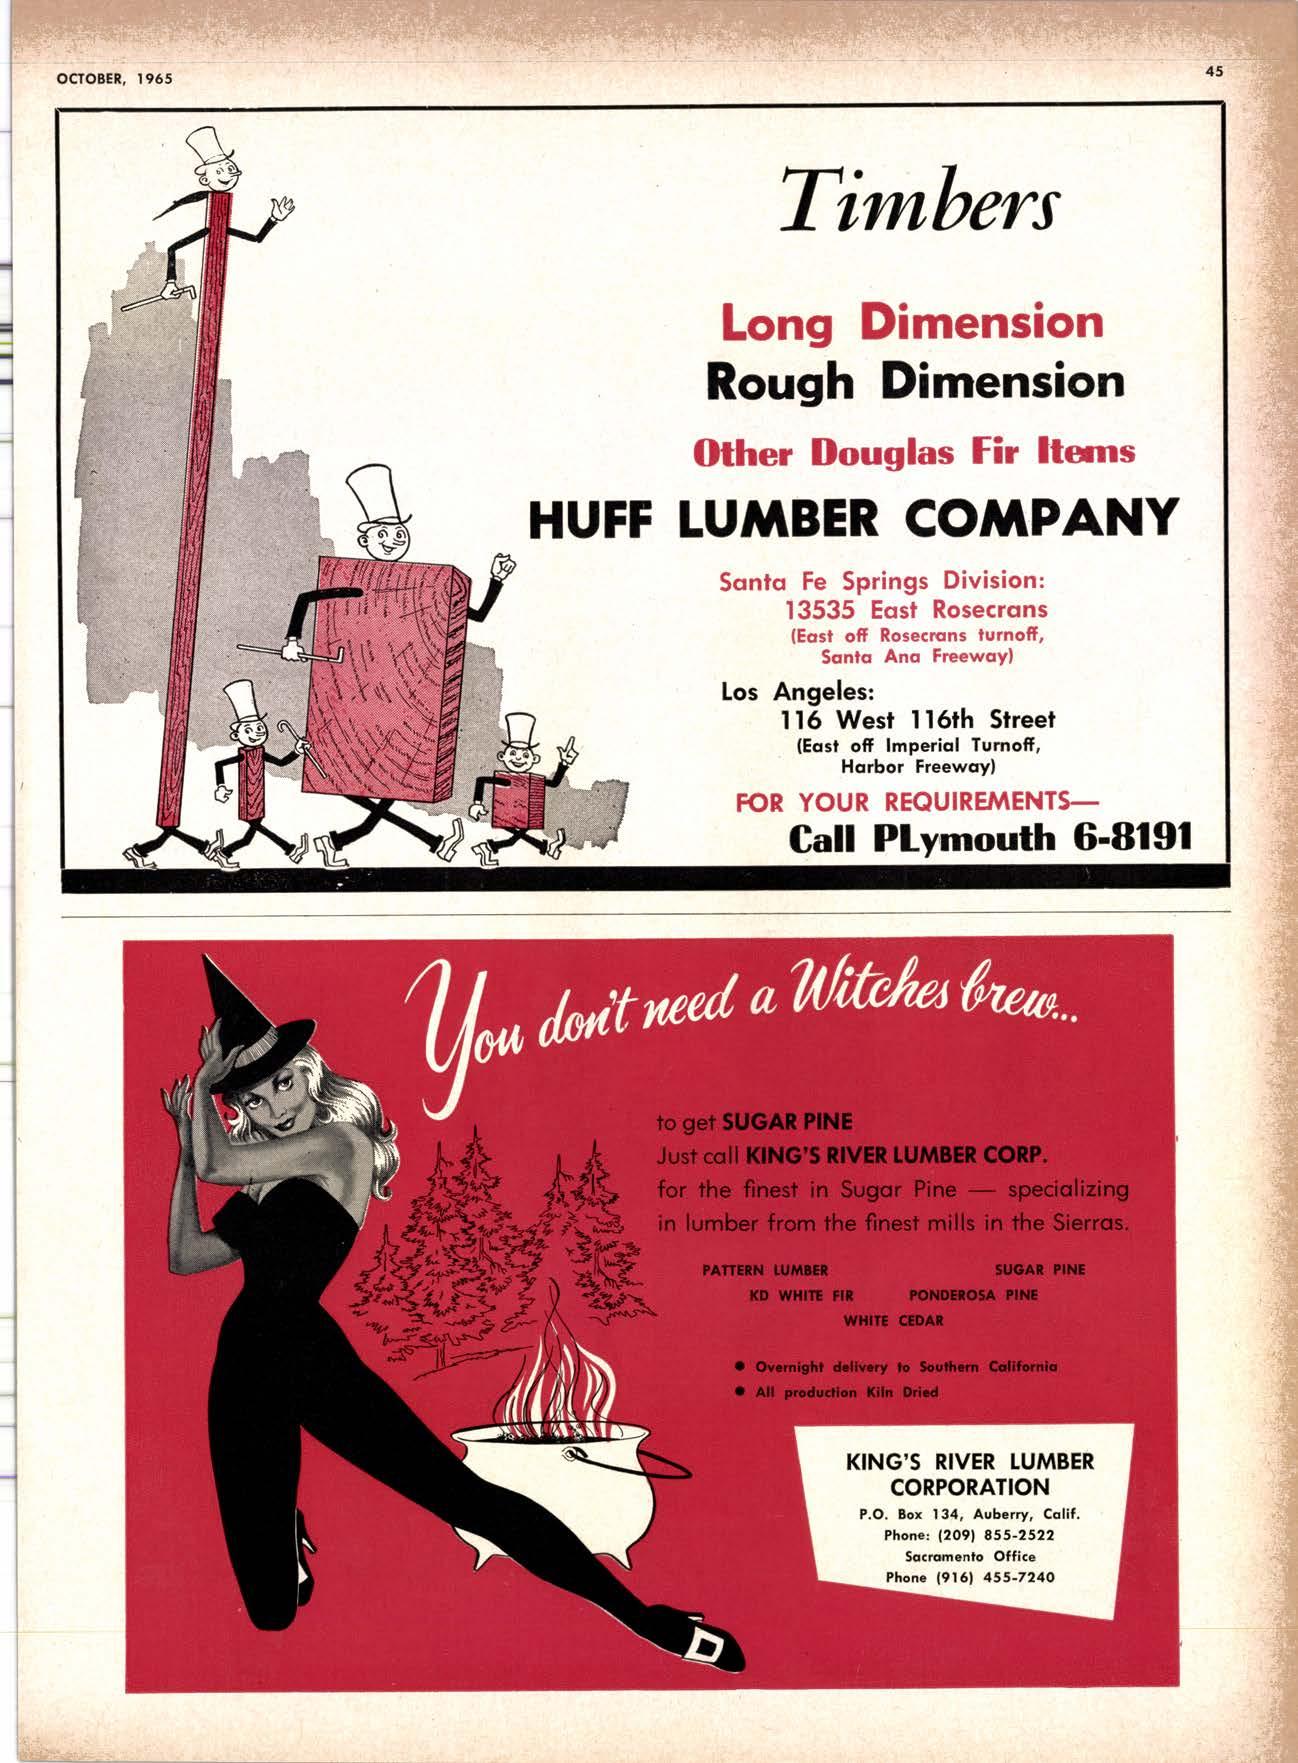 OCTOBER, 1965
45
Timbers
Long Dimension
Rough Dimension
Other Douglas Fir Items
HUFF LUMBER COMPANY
Santa Fe Springs Division:
13535 East Rosecrans
(East off Rosecrans turnoff,
Santa Ana Freeway)
Los Angeles:
116 West 116th Street
(East off Imperial Turnoff,
Harbor Freeway)
FOR YOUR REQUIREMENTS—
Call PLymouth 6-8191
You don't need a Witches brew...
to get SUGAR PINE
Just call KING'S RIVER LUMBER CORP.
for the finest in Sugar Pine — specializing
in lumber from the finest mills in the Sierras.
PATTERN LUMBER SUGAR PINE
KD WHITE FIR PONDEROSA PINE
WHITE CEDAR
● Overnight delivery to Southern California
● All production Kiln Dried
KING'S RIVER LUMBER
CORPORATION
P.O. Box 134, Auberry, Calif.
Phone: (209) 855-2522
Sacramento Office
Phone (916) 455-7240